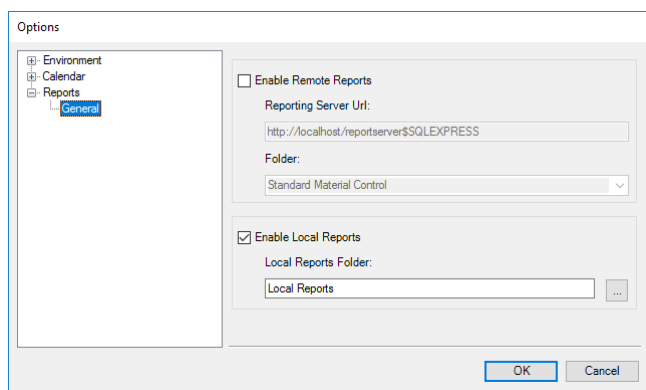 Options
Environment
Calendar
Reports
General
Enable Remote Reports
Reporting Server Url:
http://localhost/reportserver$SQLEXPRESS
Folder:
Standard Material Control
Enable Local Reports
Local Reports Folder:
Local Reports
...
OK Cancel